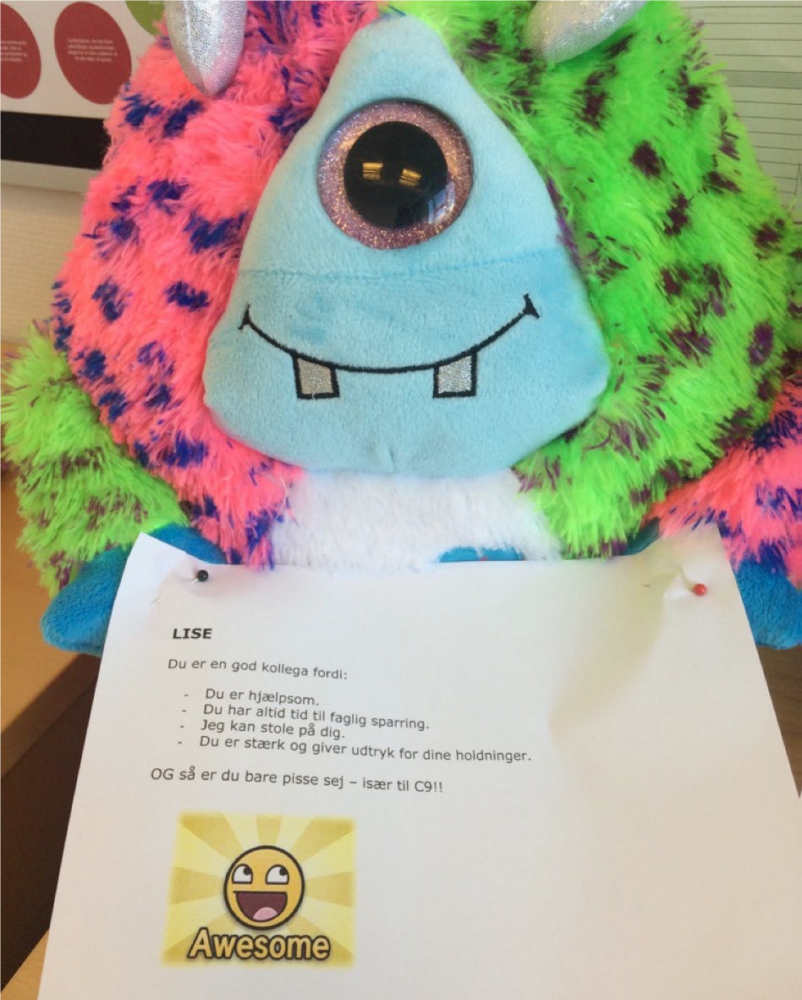 LISE
Du er en god kollega fordi:
- Du er hjælpsom.
- Du har altid tid til faglig sparring.
- Jeg kan stole på dig.
- Du er stærk og giver udtryk for dine holdninger.
OG så er du bare pisse sej – især til C9!!
Awesome